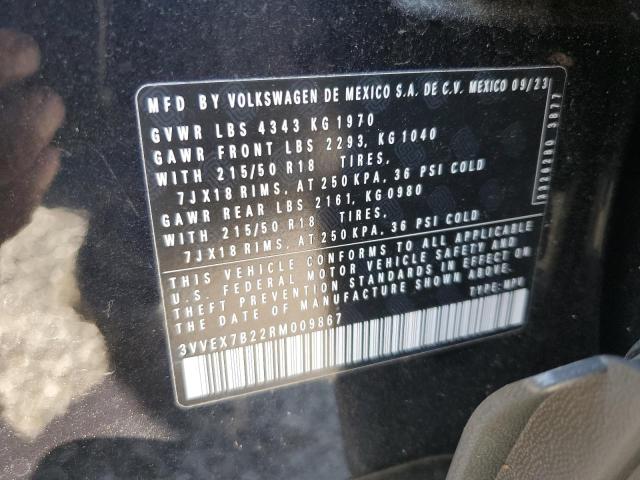 MFD BY VOLKSWAGEN DE MEXICO S.A. DE C.V. MEXICO 09/23
GVWR LBS 4343 KG 1970
GAWR FRONT LBS 2293, KG 1040
WITH 215/50 R18 TIRES,
7JX18 RIMS, AT 250 KPA, 36 PSI COLD
GAWR REAR LBS 2161, KG 0980
WITH 215/50 R18 TIRES,
7JX18 RIMS, AT 250 KPA, 36 PSI COLD
THIS VEHICLE CONFORMS TO ALL APPLICABLE
U.S. FEDERAL MOTOR VEHICLE SAFETY AND
THEFT PREVENTION STANDARDS IN EFFECT ON
THE DATE OF MANUFACTURE SHOWN ABOVE.
3VVEX7B22RM009867
TYPE: MPV